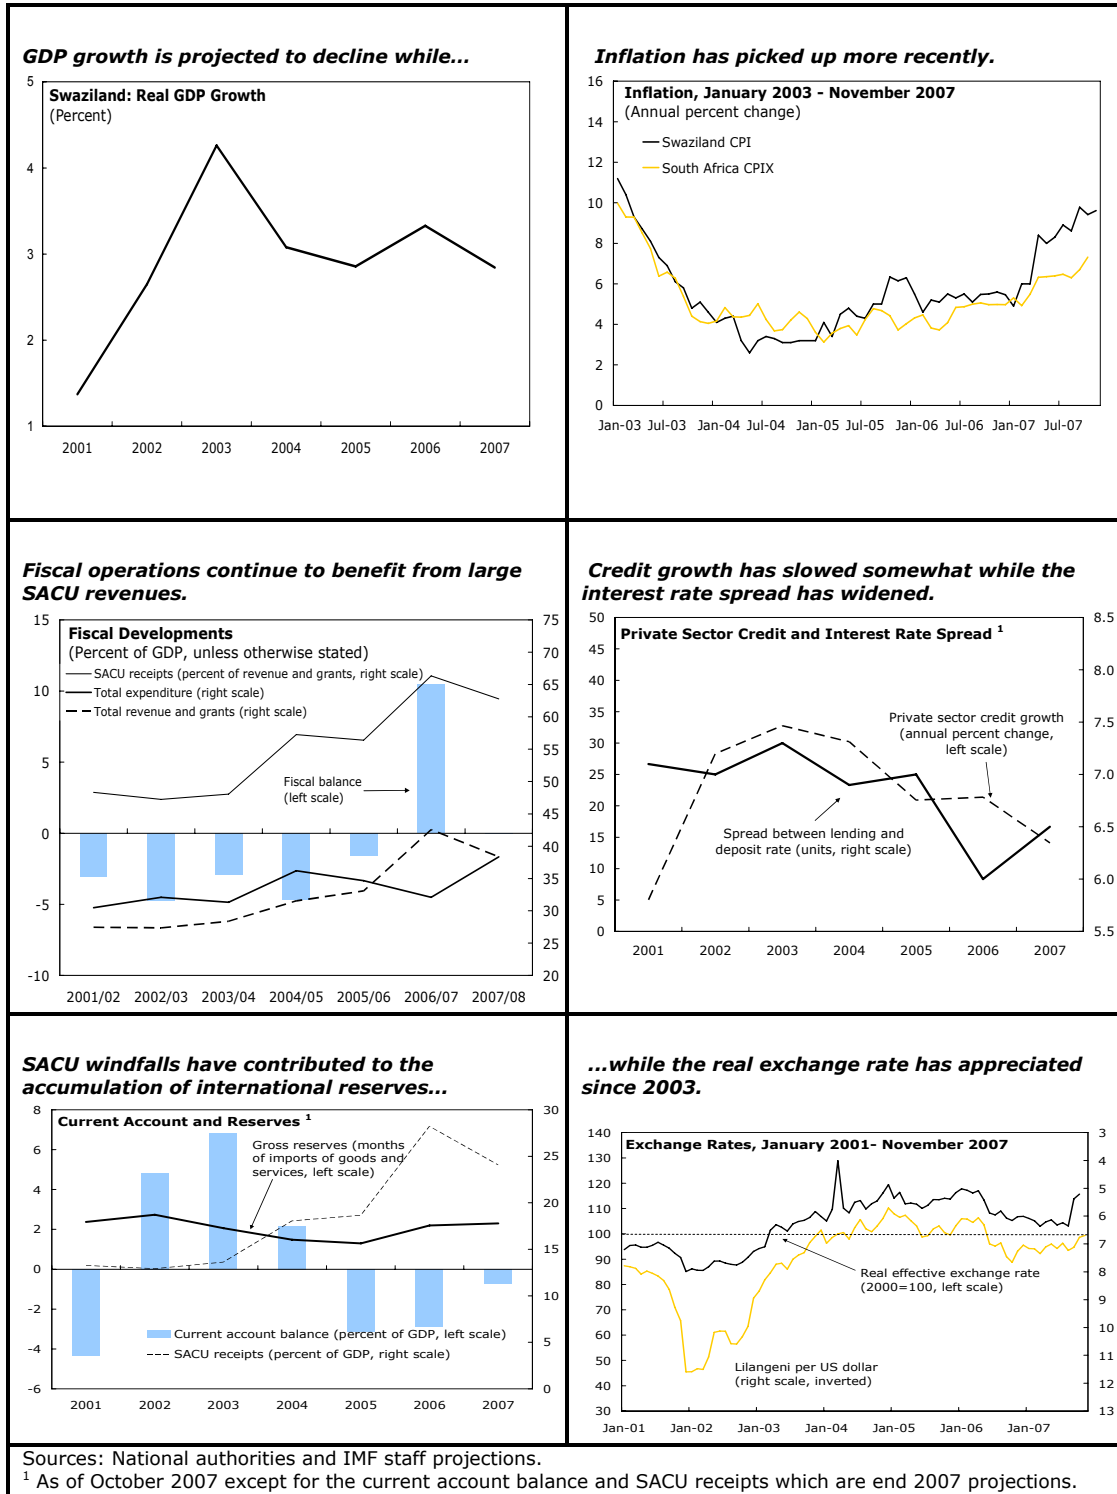 GDP growth is projected to decline while...
Swaziland: Real GDP Growth
(Percent)
5
4
3
2
1
2001 2002 2003 2004 2005 2006 2007
Inflation has picked up more recently.
Inflation, January 2003 - November 2007
(Annual percent change)
Swaziland CPI
South Africa CPIX
16
14
12
10
8
6
4
2
0
Jan-03 Jul-03 Jan-04 Jul-04 Jan-05 Jul-05 Jan-06 Jul-06 Jan-07 Jul-07
Fiscal operations continue to benefit from large
SACU revenues.
Fiscal Developments
(Percent of GDP, unless otherwise stated)
SACU receipts (percent of revenue and grants, right scale)
Total expenditure (right scale)
Total revenue and grants (right scale)
Fiscal balance
(left scale)
15
10
5
0
-5
-10
75
70
65
60
55
50
45
40
35
30
25
20
2001/02 2002/03 2003/04 2004/05 2005/06 2006/07 2007/08
Credit growth has slowed somewhat while the
interest rate spread has widened.
Private Sector Credit and Interest Rate Spread 1
Private sector credit growth
(annual percent change,
left scale)
Spread between lending and
deposit rate (units, right scale)
50
45
40
35
30
25
20
15
10
5
0
8.5
8.0
7.5
7.0
6.5
6.0
5.5
2001 2002 2003 2004 2005 2006 2007
SACU windfalls have contributed to the
accumulation of international reserves...
Current Account and Reserves 1
Gross reserves (months
of imports of goods and
services, left scale)
Current account balance (percent of GDP, left scale)
SACU receipts (percent of GDP, right scale)
8
6
4
2
0
-2
-4
-6
30
25
20
15
10
5
0
2001 2002 2003 2004 2005 2006 2007
...while the real exchange rate has appreciated
since 2003.
Exchange Rates, January 2001- November 2007
Real effective exchange rate
(2000=100, left scale)
Lilangeni per US dollar
(right scale, inverted)
140
130
120
110
100
90
80
70
60
50
40
30
3
4
5
6
7
8
9
10
11
12
13
Jan-01 Jan-02 Jan-03 Jan-04 Jan-05 Jan-06 Jan-07
Sources: National authorities and IMF staff projections.
1 As of October 2007 except for the current account balance and SACU receipts which are end 2007 projections.